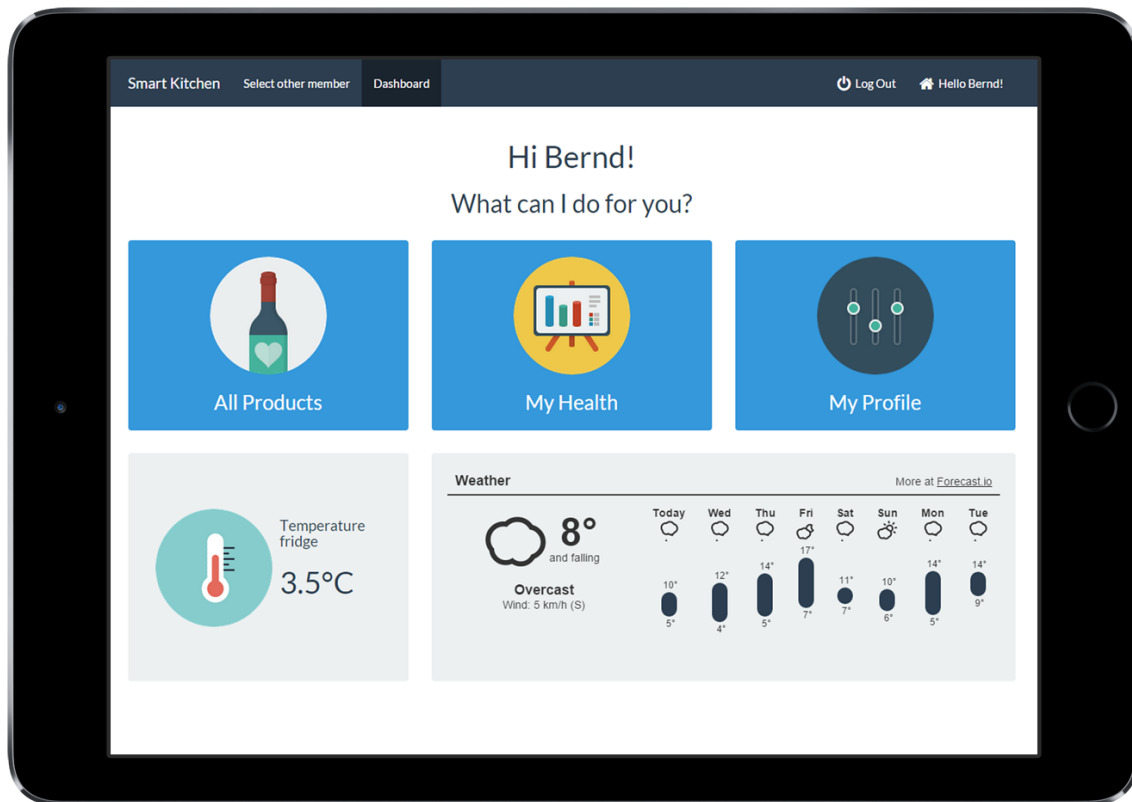 Smart Kitchen Select other member Dashboard Log Out Hello Bernd!
Hi Bernd!
What can I do for you?
All Products My Health My Profile
Temperature
fridge
3.5°C
Weather More at Forecast.io
8°
and falling
Overcast
Wind: 5 km/h (S)
Today Wed Thu Fri Sat Sun Mon Tue
10° 12° 14° 17° 11° 10° 14° 14°
5° 4° 5° 7° 7° 6° 5° 9°